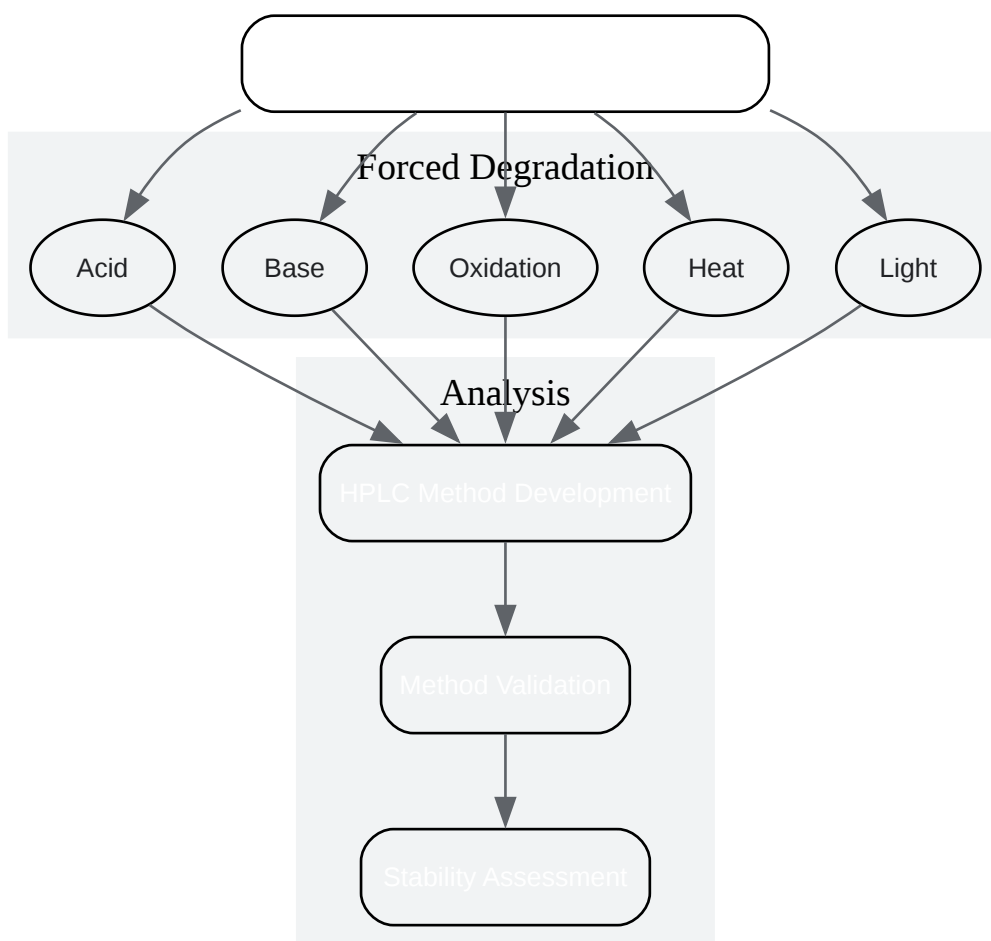 Forced Degradation
Acid
Base
Oxidation
Heat
Light
Analysis
HPLC Method Development
Method Validation
Stability Assessment